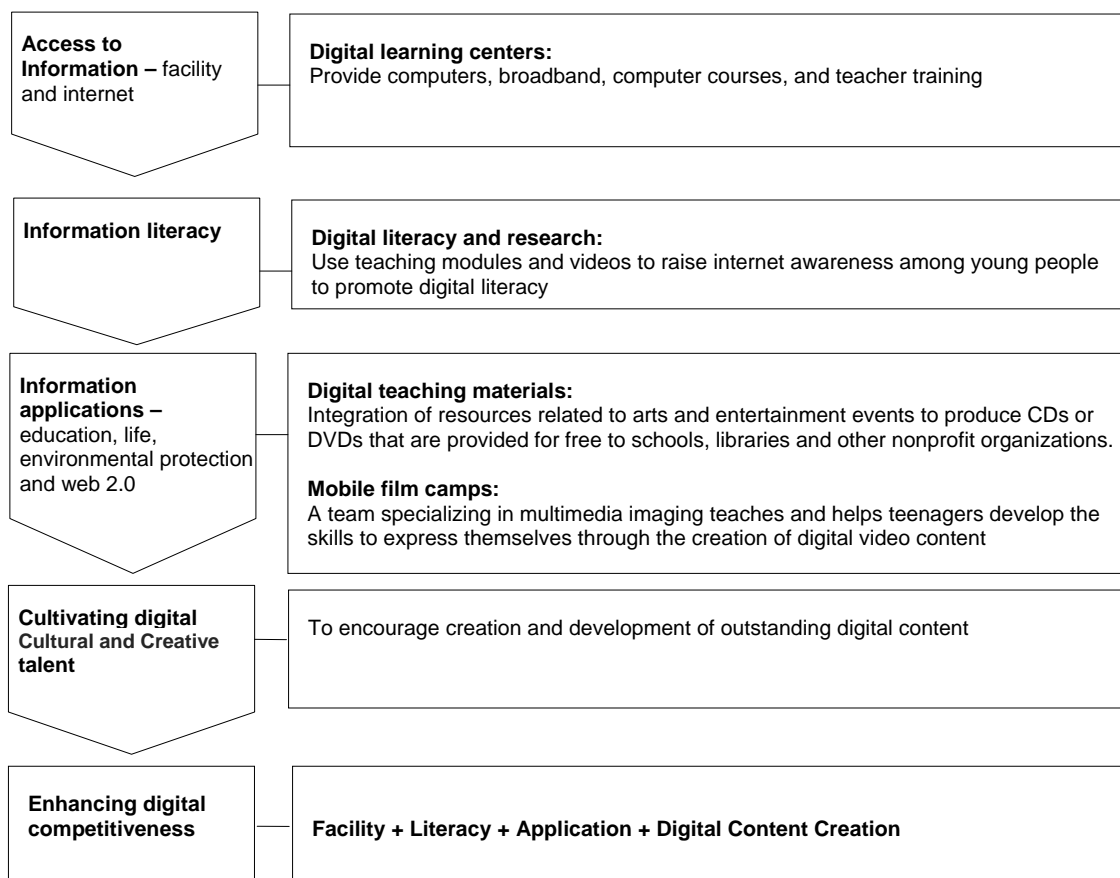 Access to
Information – facility
and internet
Digital learning centers:
Provide computers, broadband, computer courses, and teacher training
Information literacy
Digital literacy and research:
Use teaching modules and videos to raise internet awareness among young people
to promote digital literacy
Information
applications –
education, life,
environmental protection
and web 2.0
Digital teaching materials:
Integration of resources related to arts and entertainment events to produce CDs or
DVDs that are provided for free to schools, libraries and other nonprofit organizations.
Mobile film camps:
A team specializing in multimedia imaging teaches and helps teenagers develop the
skills to express themselves through the creation of digital video content
Cultivating digital
Cultural and Creative
talent
To encourage creation and development of outstanding digital content
Enhancing digital
competitiveness
Facility + Literacy + Application + Digital Content Creation